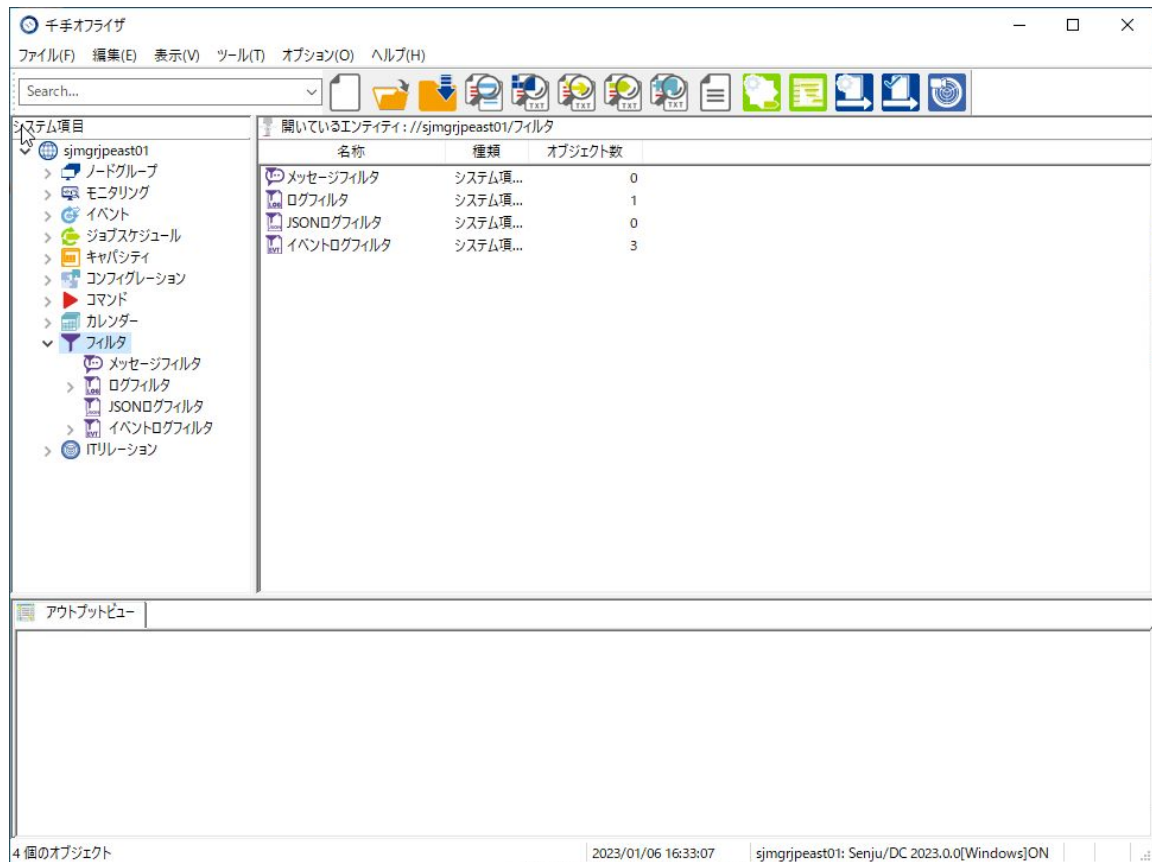 千手オフライザ
ファイル(F) 編集(E) 表示(V) ツール(T) オプション(O) ヘルプ(H)
Search...
システム項目
開いているエンティティ : //sjmgrjpeast01/フィルタ
sjmgrjpeast01
ノードグループ
モニタリング
イベント
ジョブスケジュール
キャパシティ
コンフィグレーション
コマンド
カレンダー
フィルタ
メッセージフィルタ
ログフィルタ
JSONログフィルタ
イベントログフィルタ
ITリレーション
名称 種類 オブジェクト数
メッセージフィルタ システム項... 0
ログフィルタ システム項... 1
JSONログフィルタ システム項... 0
イベントログフィルタ システム項... 3
アウトプットビュー
4 個のオブジェクト 2023/01/06 16:33:07 sjmgrjpeast01: Senju/DC 2023.0.0[Windows]ON